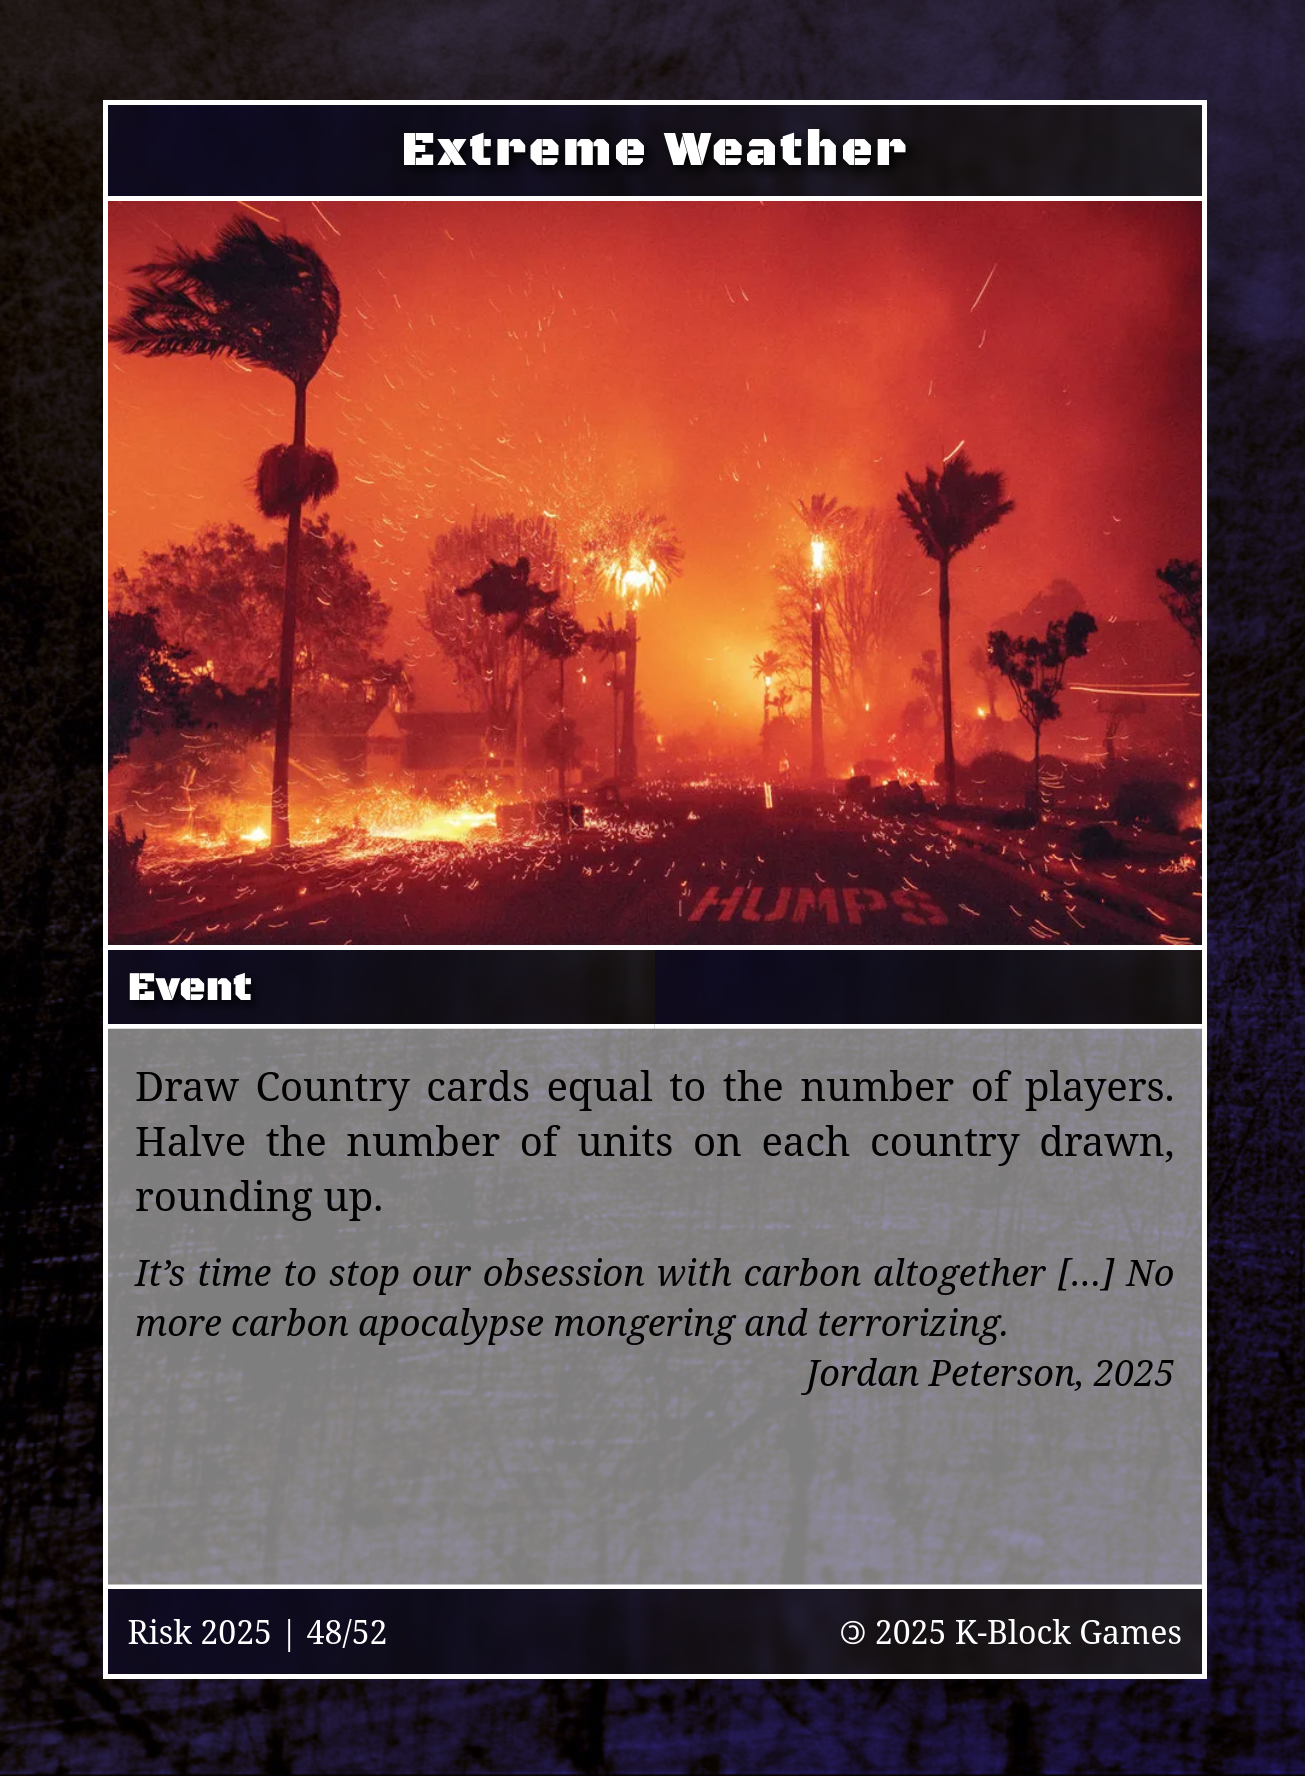 Extreme Weather
HUMPS
Event
Draw Country cards equal to the number of players.
Halve the number of units on each country drawn,
rounding up.
It’s time to stop our obsession with carbon altogether […] No
more carbon apocalypse mongering and terrorizing.
Jordan Peterson, 2025
Risk 2025 | 48/52
🄯 2025 K-Block Games